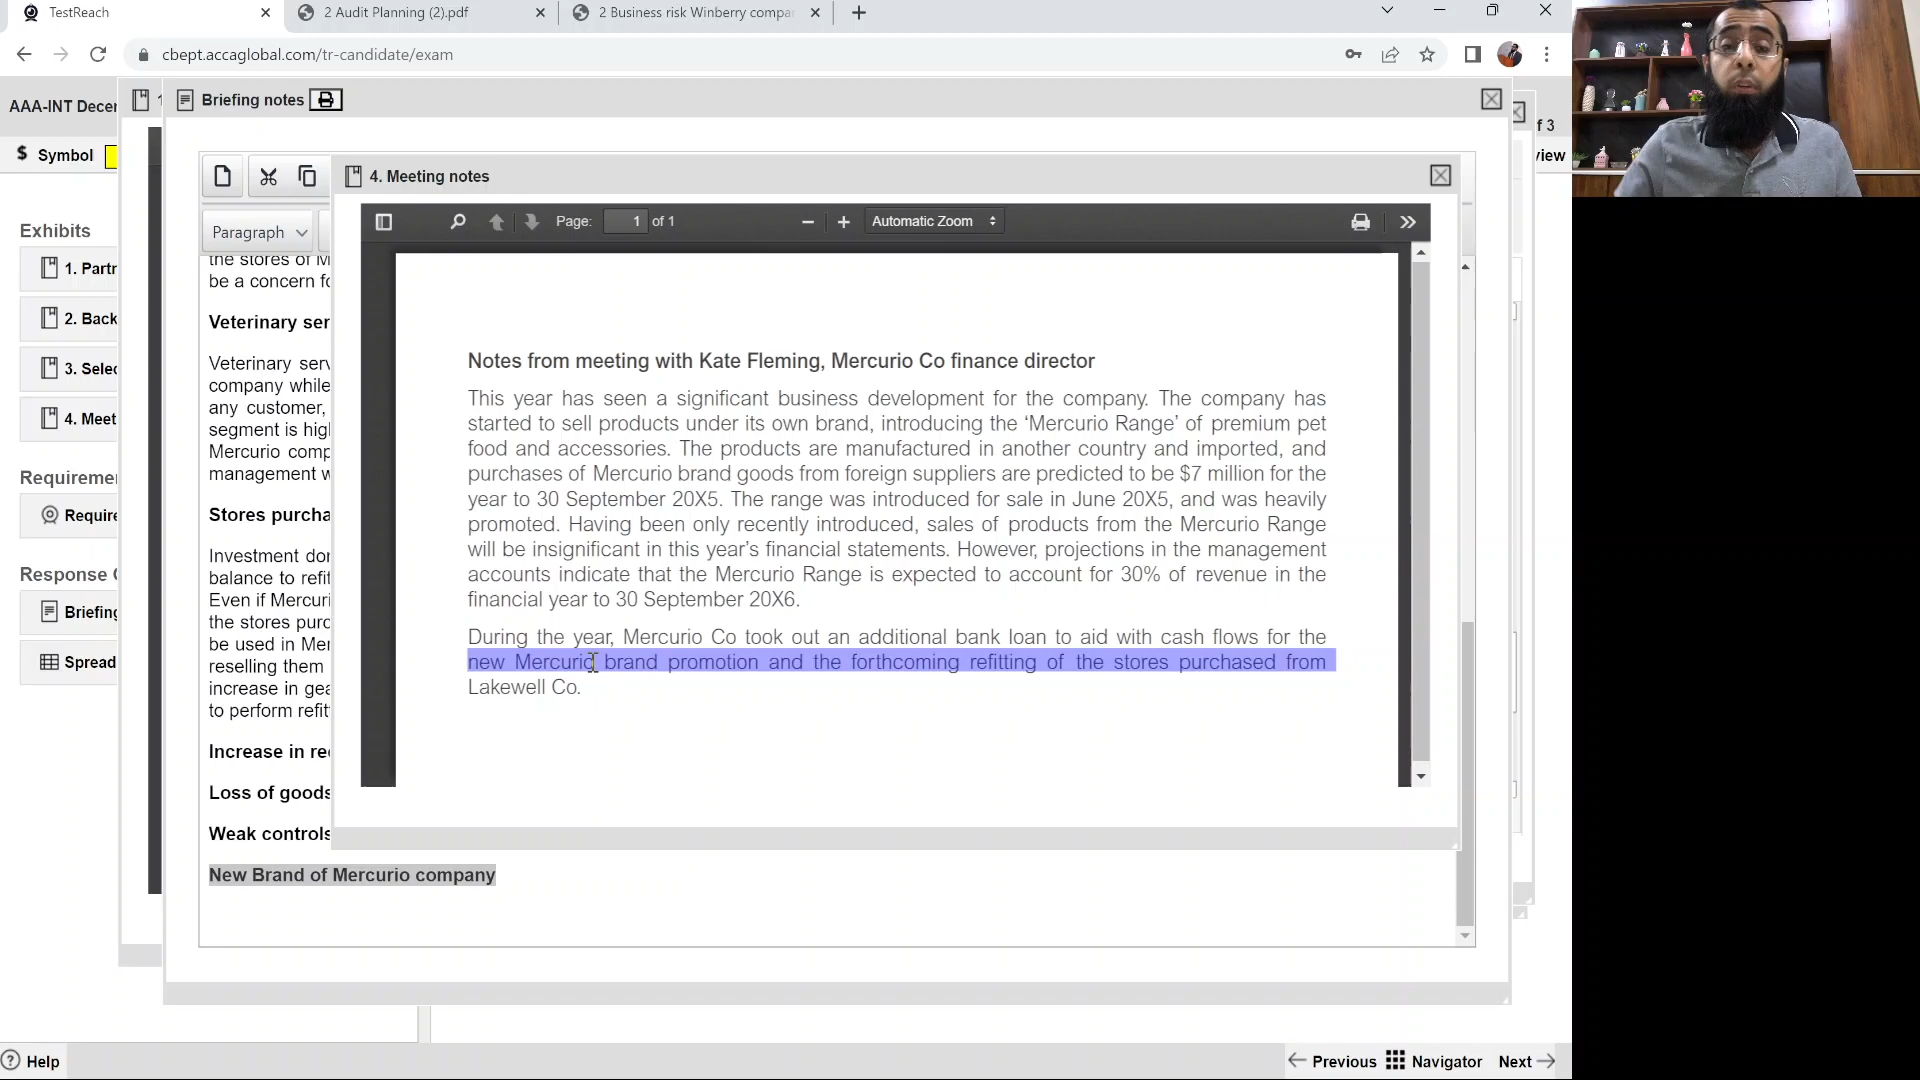 TestReach
2 Audit Planning (2).pdf
2 Business risk Winberry compan
cbept.accaglobal.com/tr-candidate/exam
AAA-INT Decem
Briefing notes
f 3
$ Symbol
view
4. Meeting notes
Page: 1 of 1
Automatic Zoom
Paragraph
Exhibits
1. Partn
2. Back
3. Selec
4. Meet
Requiremen
Require
Response O
Briefing
Spread
be a concern fo
Veterinary ser
Veterinary serv
company while
any customer,
segment is high
Mercurio comp
management w
Stores purcha
Investment don
balance to refit
Even if Mercuri
the stores purc
be used in Mer
reselling them
increase in gea
to perform refit
Increase in re
Loss of goods
Weak controls
New Brand of Mercurio company
Notes from meeting with Kate Fleming, Mercurio Co finance director
This year has seen a significant business development for the company. The company has
started to sell products under its own brand, introducing the ‘Mercurio Range’ of premium pet
food and accessories. The products are manufactured in another country and imported, and
purchases of Mercurio brand goods from foreign suppliers are predicted to be $7 million for the
year to 30 September 20X5. The range was introduced for sale in June 20X5, and was heavily
promoted. Having been only recently introduced, sales of products from the Mercurio Range
will be insignificant in this year’s financial statements. However, projections in the management
accounts indicate that the Mercurio Range is expected to account for 30% of revenue in the
financial year to 30 September 20X6.
During the year, Mercurio Co took out an additional bank loan to aid with cash flows for the
new Mercurio brand promotion and the forthcoming refitting of the stores purchased from
Lakewell Co.
Help
Previous
Navigator
Next